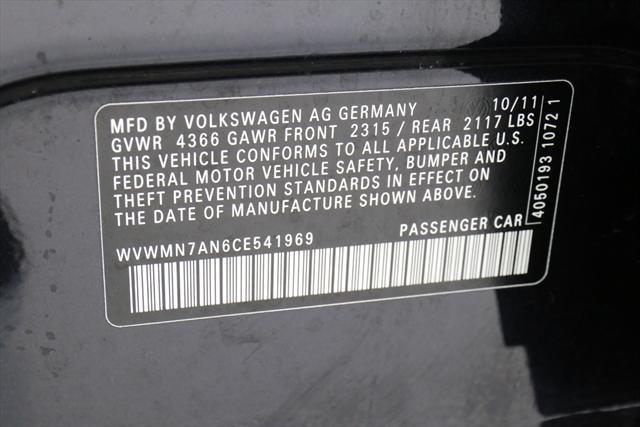 MFD BY VOLKSWAGEN AG GERMANY 10/11
GVWR 4366 GAWR FRONT 2315 / REAR 2117 LBS
THIS VEHICLE CONFORMS TO ALL APPLICABLE U.S.
FEDERAL MOTOR VEHICLE SAFETY, BUMPER AND
THEFT PREVENTION STANDARDS IN EFFECT ON
THE DATE OF MANUFACTURE SHOWN ABOVE.
WVWMN7AN6CE541969 PASSENGER CAR
4050193 1072 1